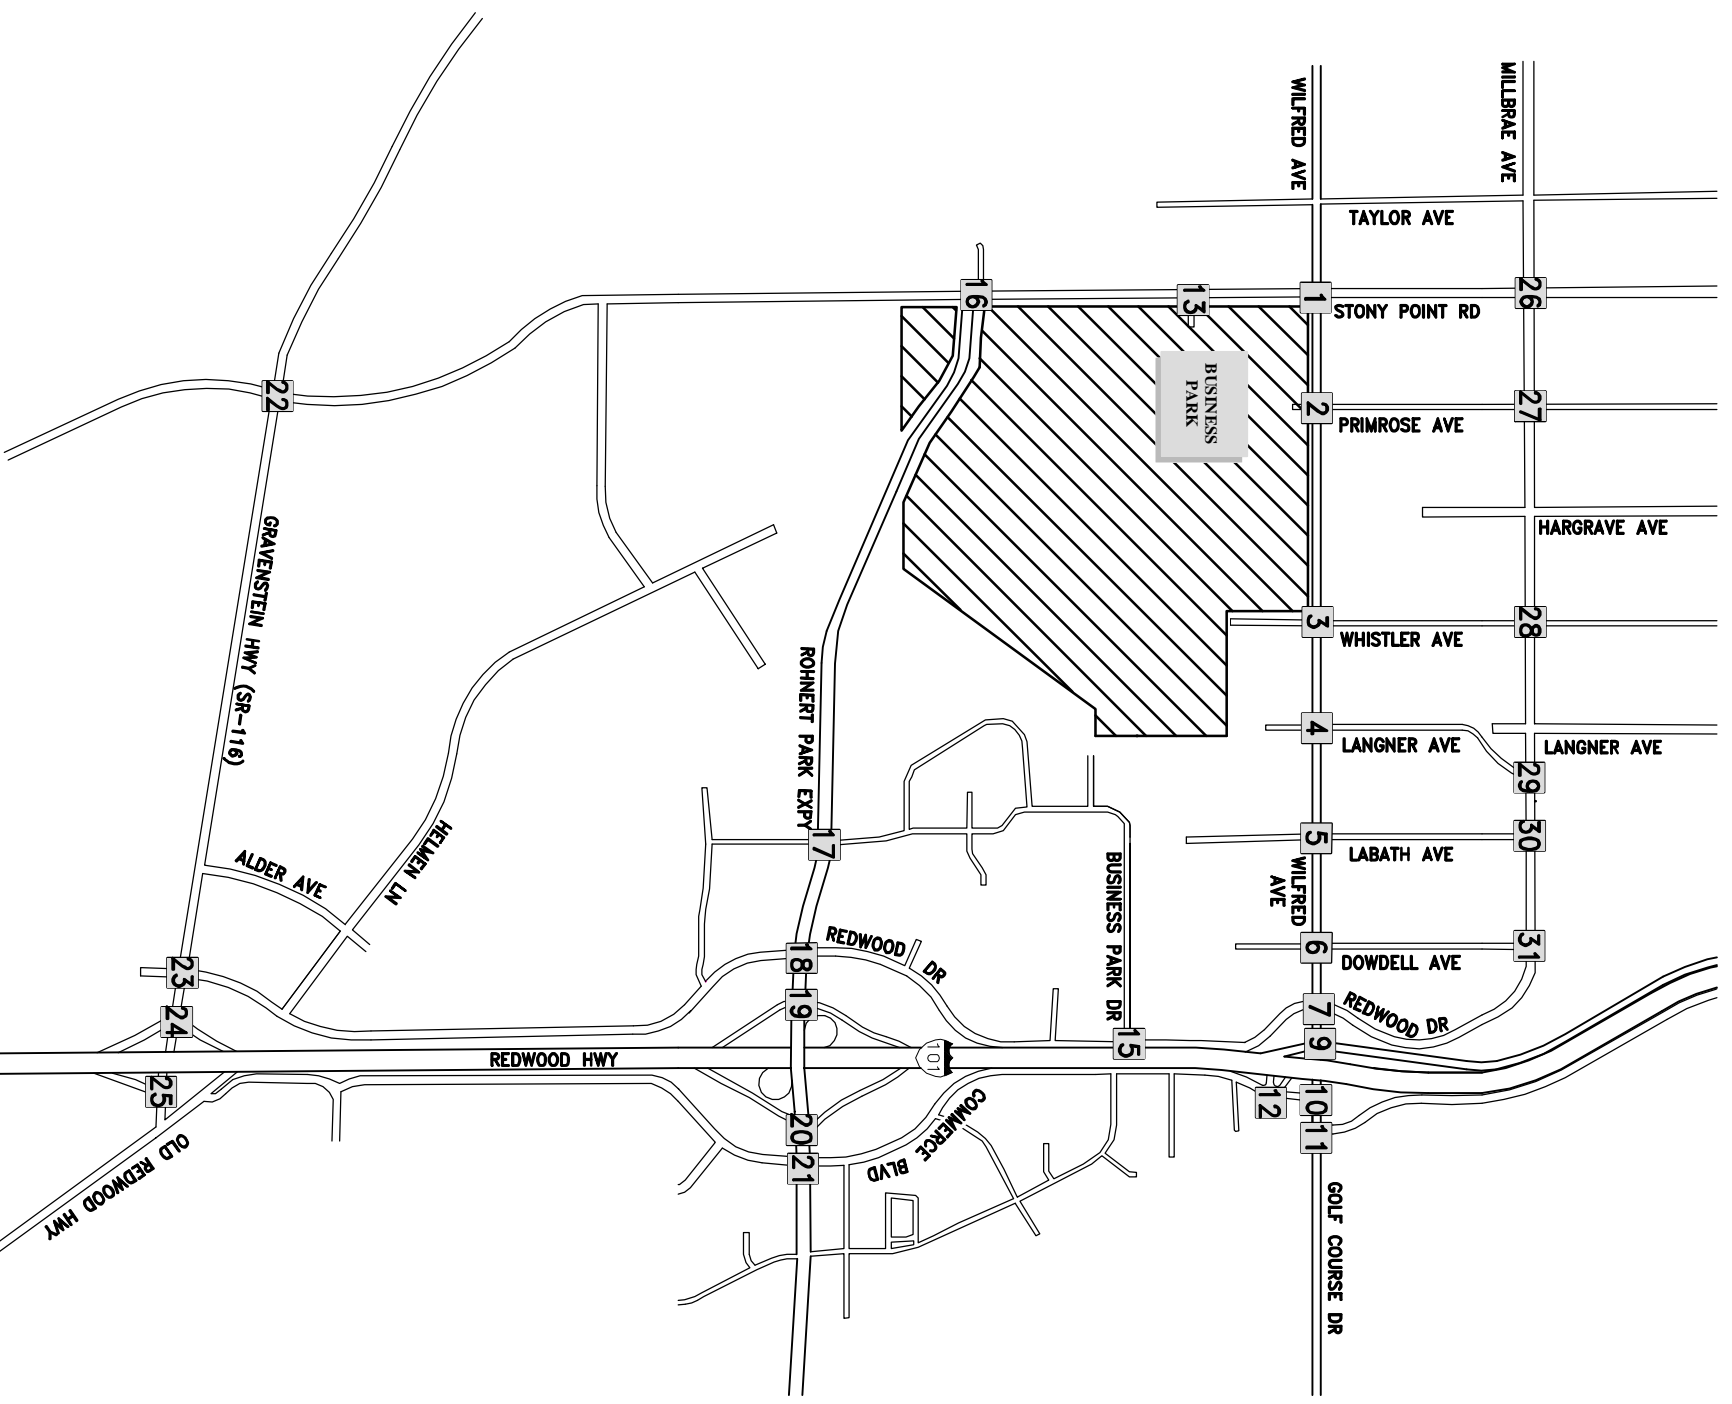 WILFRED AVE
MILLBRAE AVE
TAYLOR AVE
16
13
1
26
STONY POINT RD
BUSINESS
PARK
22
2
27
PRIMROSE AVE
HARGRAVE AVE
GRAVENSTEIN HWY (SR-116)
3
28
WHISTLER AVE
ROHNERT PARK EXPY
4
LANGNER AVE
LANGNER AVE
29
HELMEN LN
17
5
30
LABATH AVE
ALDER AVE
BUSINESS PARK DR
WILFRED
AVE
REDWOOD DR
18
6
31
DOWDELL AVE
23
19
7
REDWOOD DR
24
REDWOOD HWY
101
15
9
25
12
10
COMMERCE BLVD
20
11
OLD REDWOOD HWY
21
GOLF COURSE DR